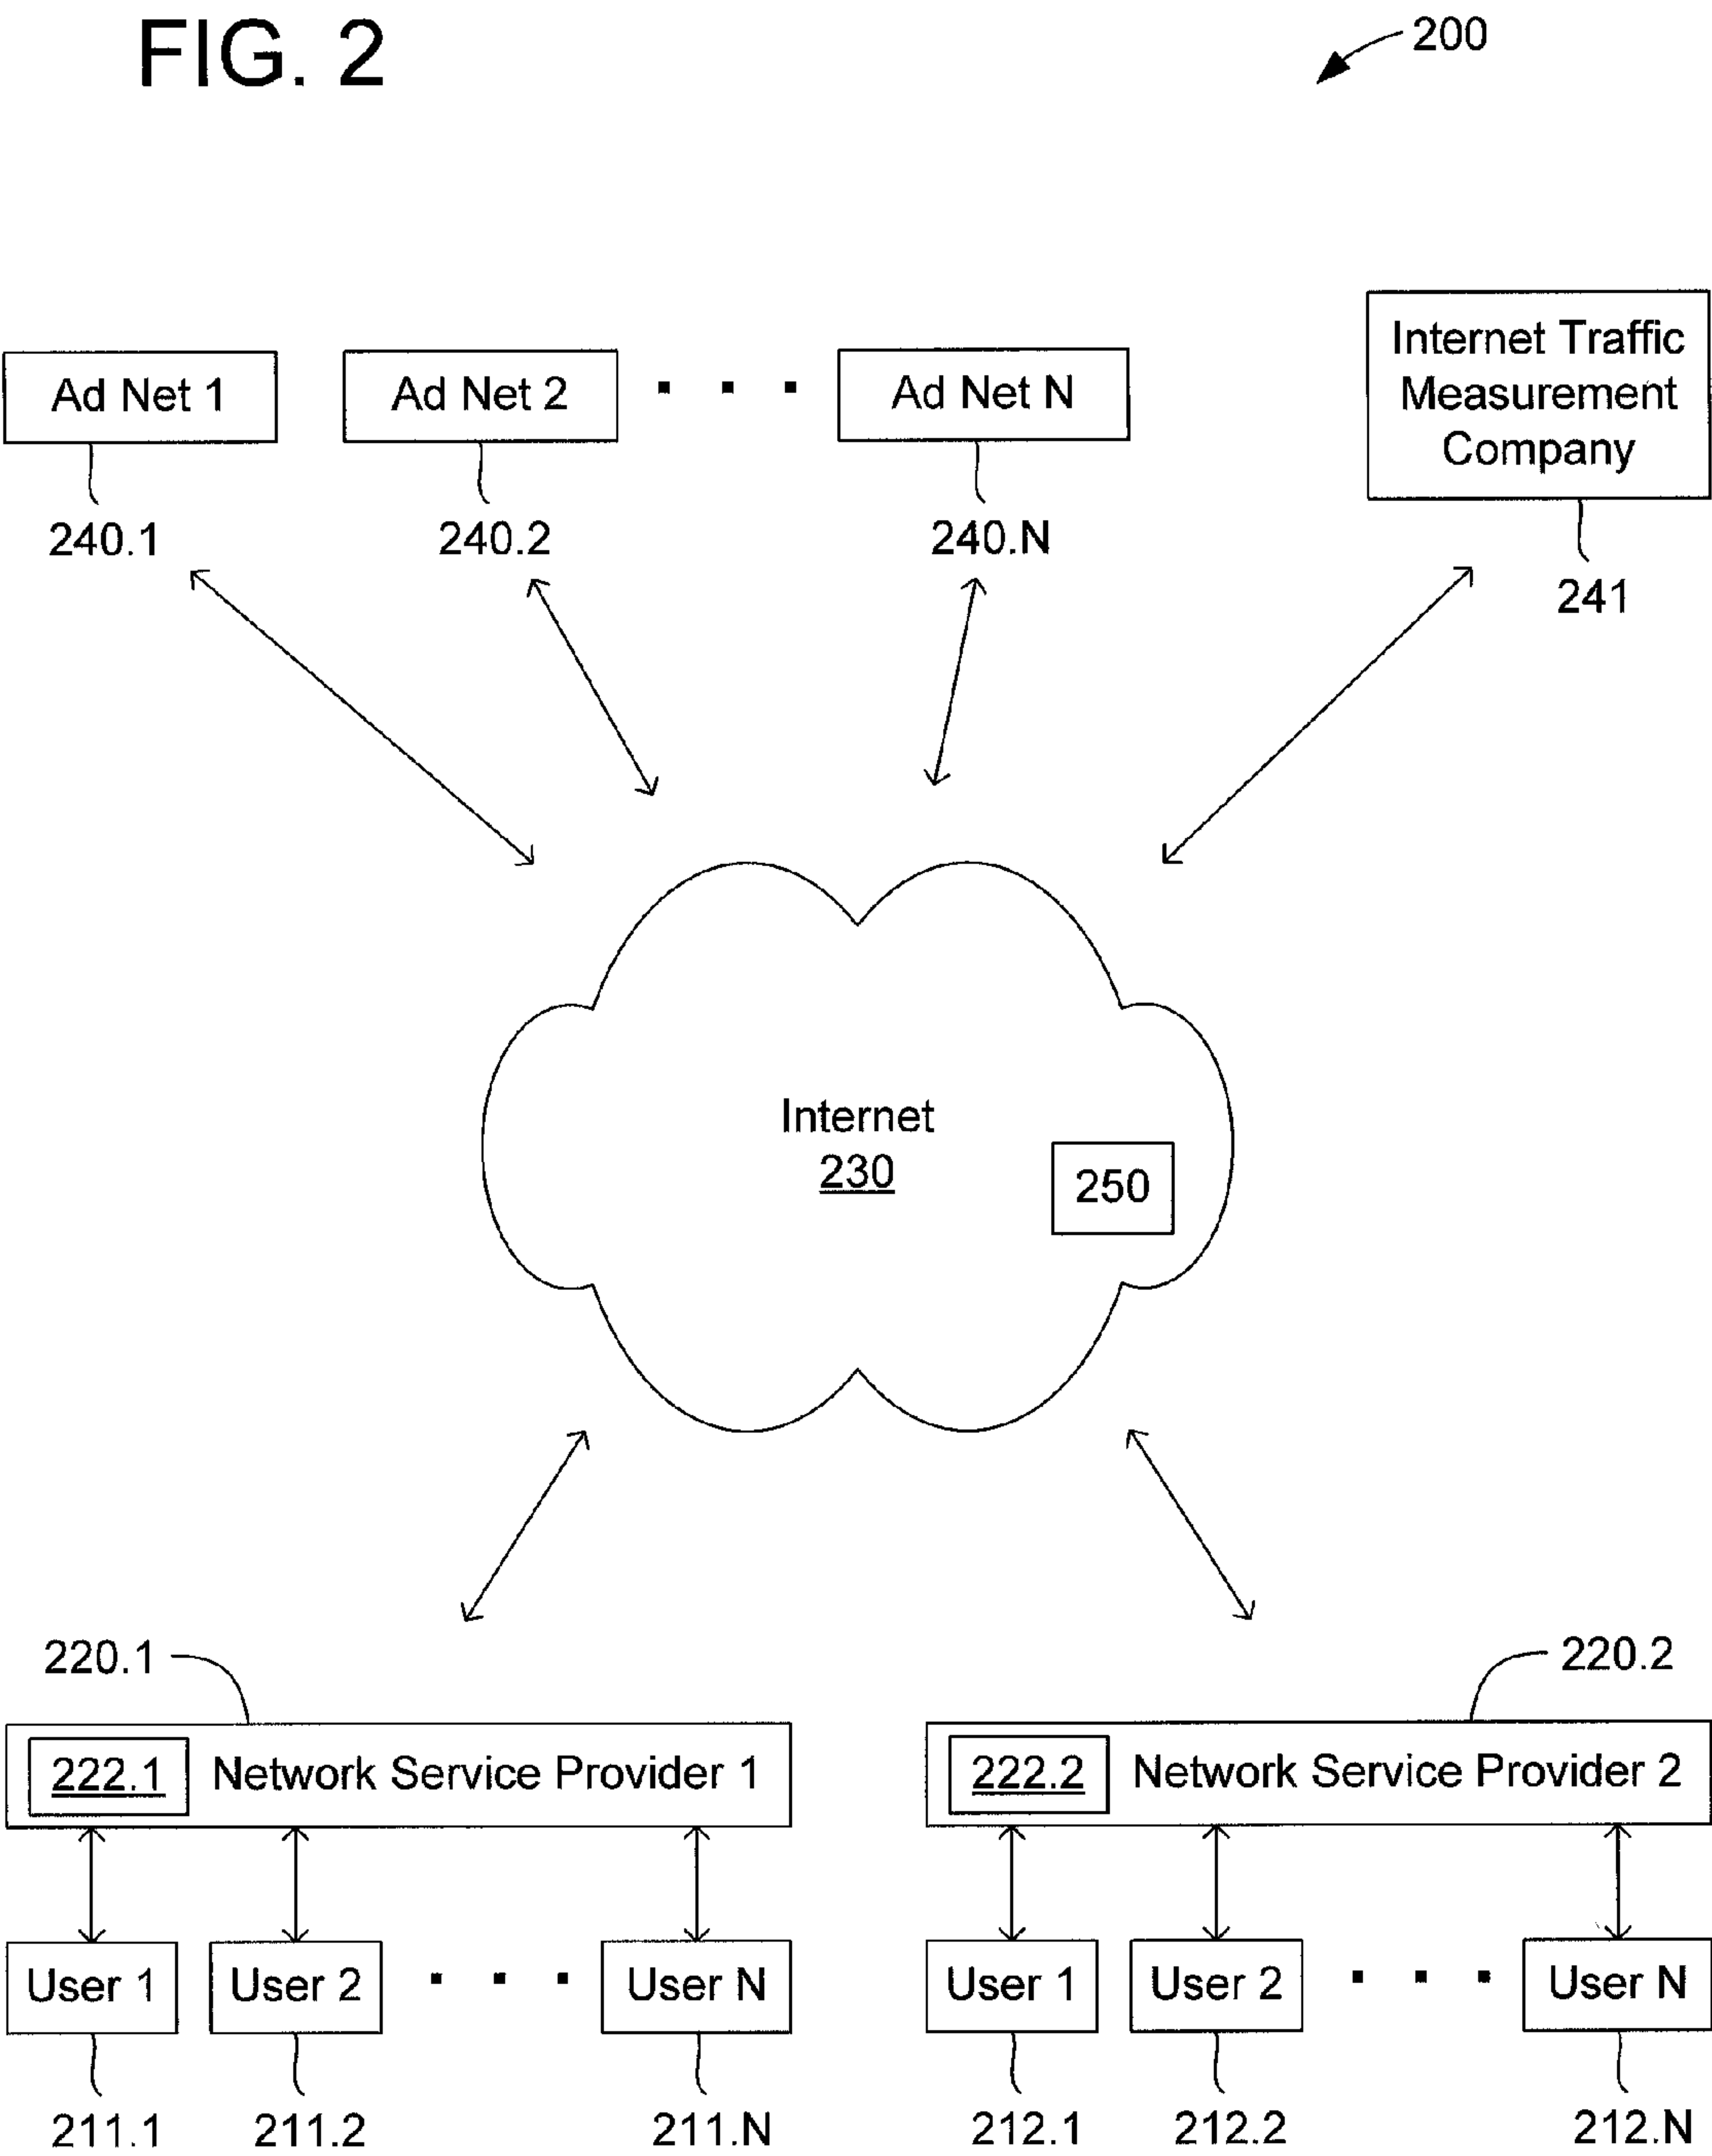 FIG. 2
200
Ad Net 1
Ad Net 2
Ad Net N
Internet Traffic
Measurement
Company
240.1
240.2
240.N
241
Internet
230
250
220.1
220.2
222.1 Network Service Provider 1
222.2 Network Service Provider 2
User 1
User 2
User N
User 1
User 2
User N
211.1
211.2
211.N
212.1
212.2
212.N